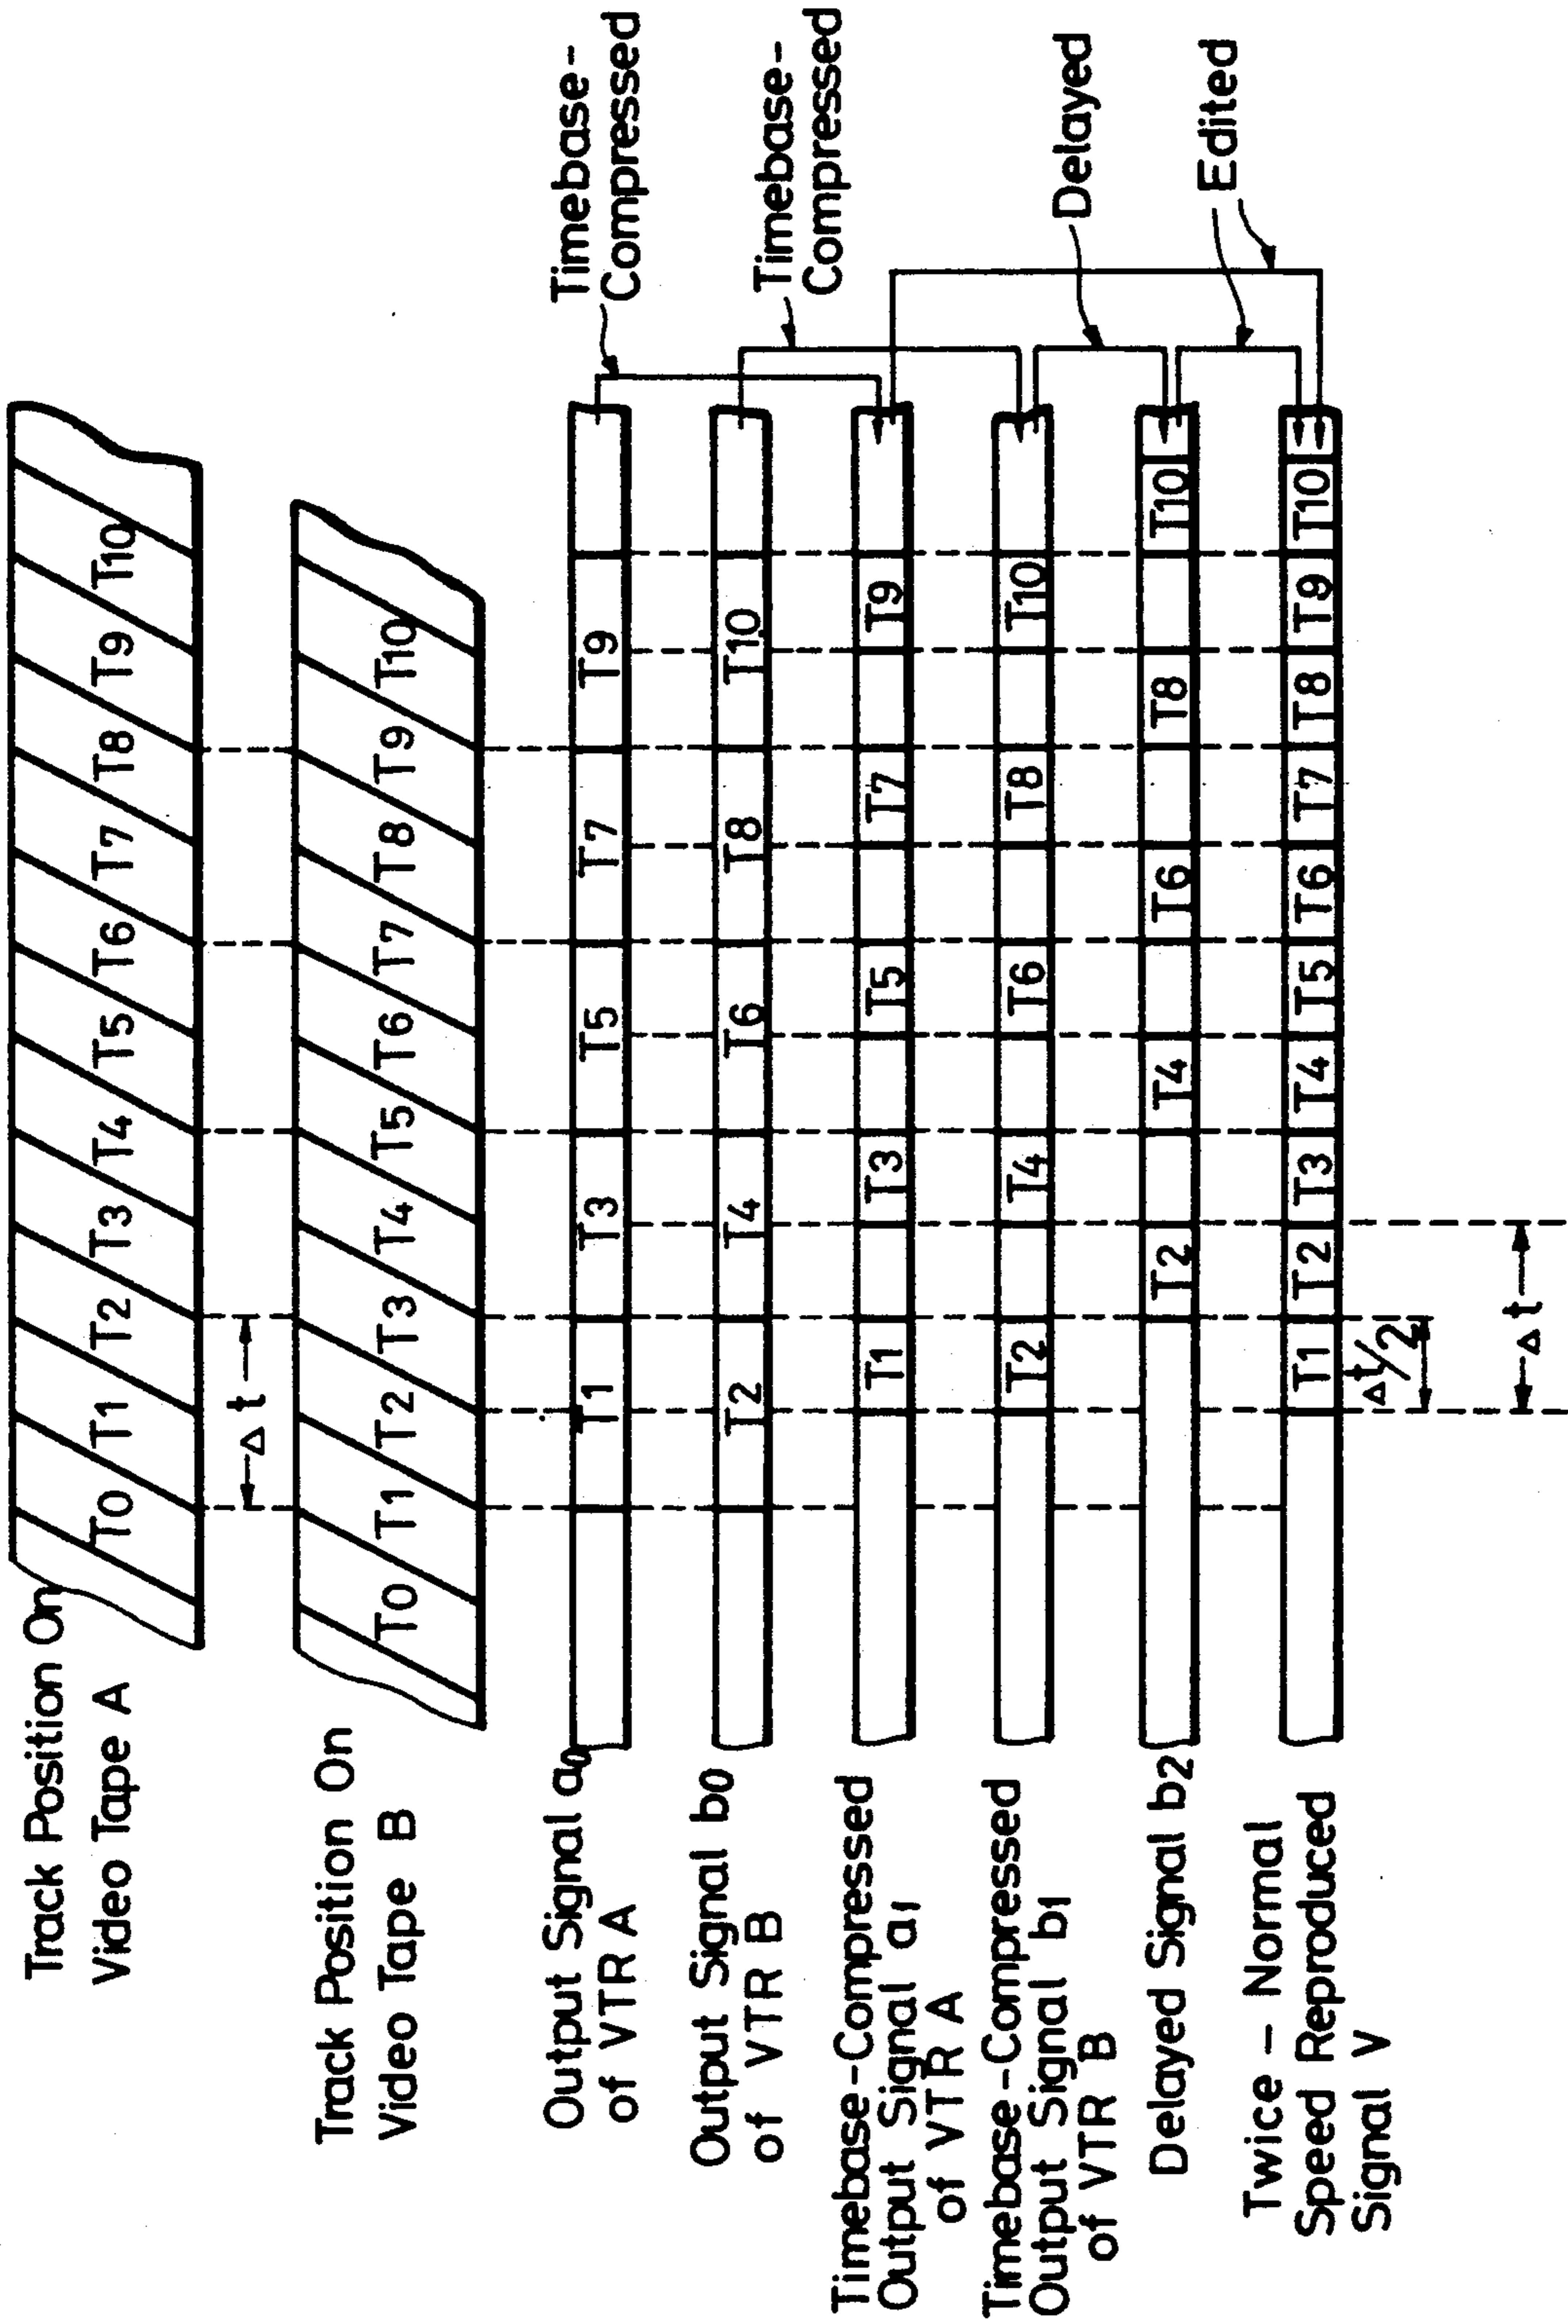 Track Position On
Video Tape A
T0 T1 T2 T3 T4 T5 T6 T7 T8 T9 T10
Δt
Track Position On
Video Tape B
T0 T1 T2 T3 T4 T5 T6 T7 T8 T9 T10
Output Signal a0
of VTR A
T1 T3 T5 T7 T9
Timebase-
Compressed
Output Signal b0
of VTR B
T2 T4 T6 T8 T10
Timebase-
Compressed
Timebase-Compressed
Output Signal a1
of VTR A
T1 T3 T5 T7 T9
Timebase-Compressed
Output Signal b1
of VTR B
T2 T4 T6 T8 T10
Delayed
Delayed Signal b2
T2 T4 T6 T8 T10
Edited
Twice-Normal
Speed Reproduced
Signal V
T1 T2 T3 T4 T5 T6 T7 T8 T9 T10
Δt/2
Δt